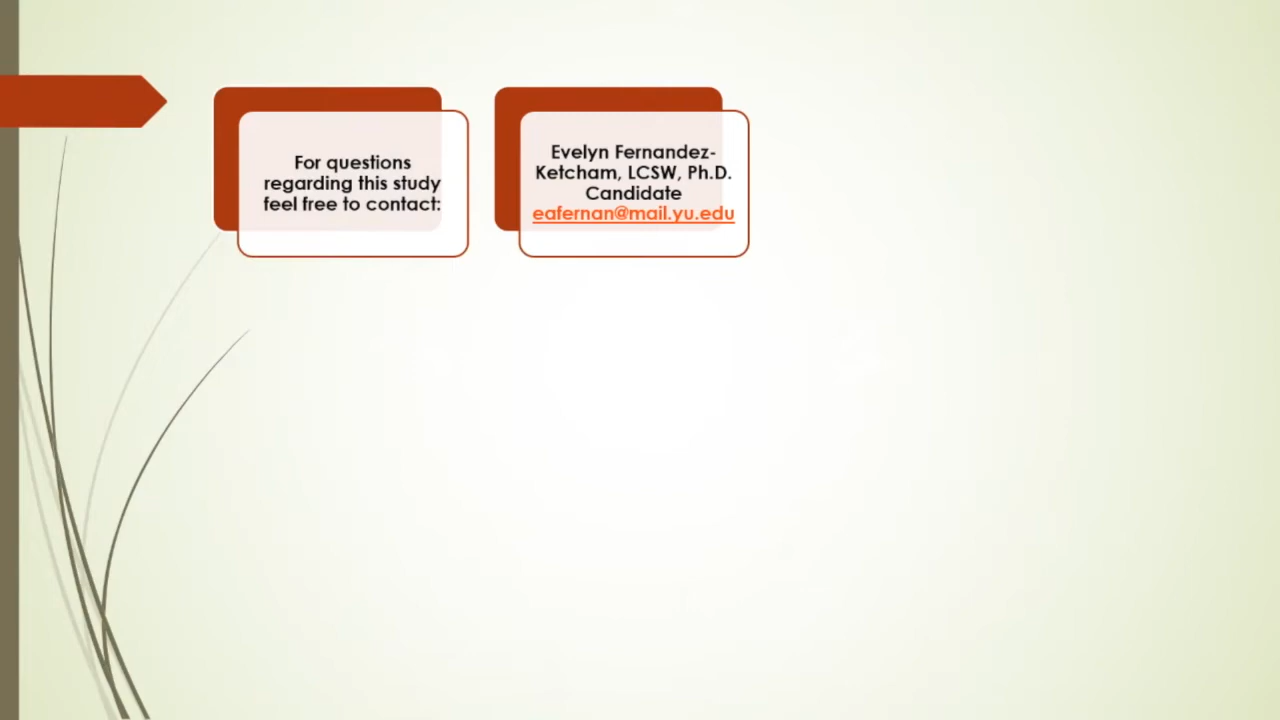 For questions
regarding this study
feel free to contact:
Evelyn Fernandez-
Ketcham, LCSW, Ph.D.
Candidate
eafernan@mail.yu.edu